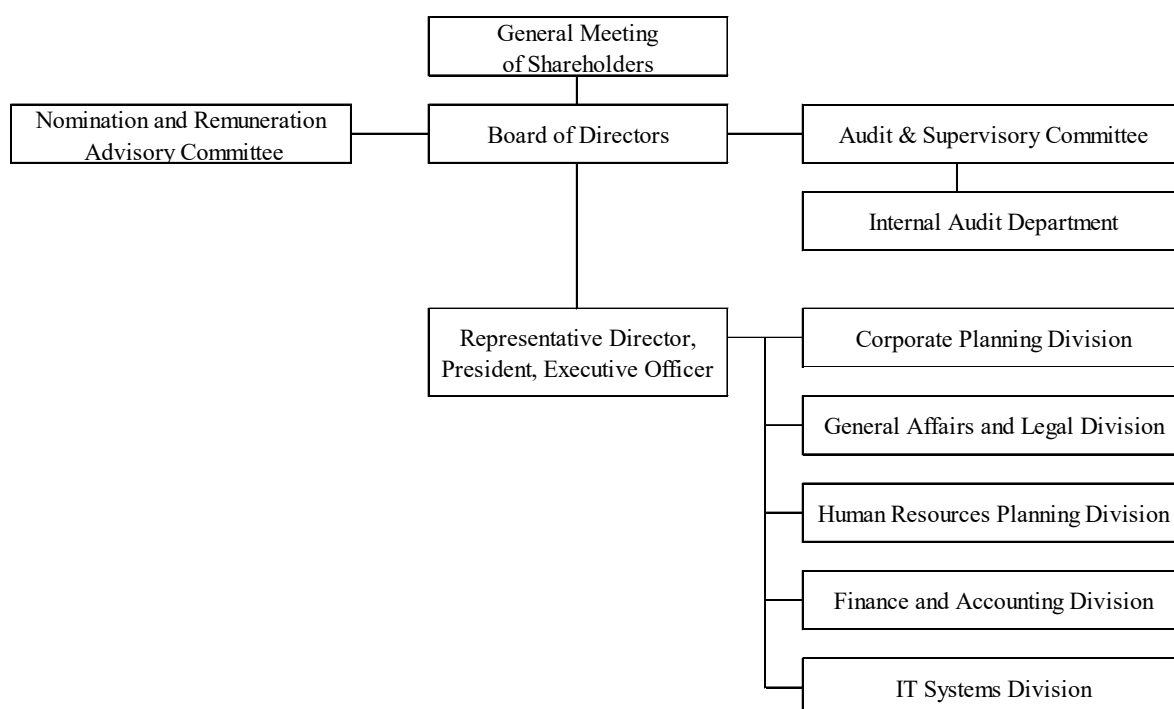 General Meeting
of Shareholders
Nomination and Remuneration
Advisory Committee
Board of Directors
Audit & Supervisory Committee
Internal Audit Department
Representative Director,
President, Executive Officer
Corporate Planning Division
General Affairs and Legal Division
Human Resources Planning Division
Finance and Accounting Division
IT Systems Division